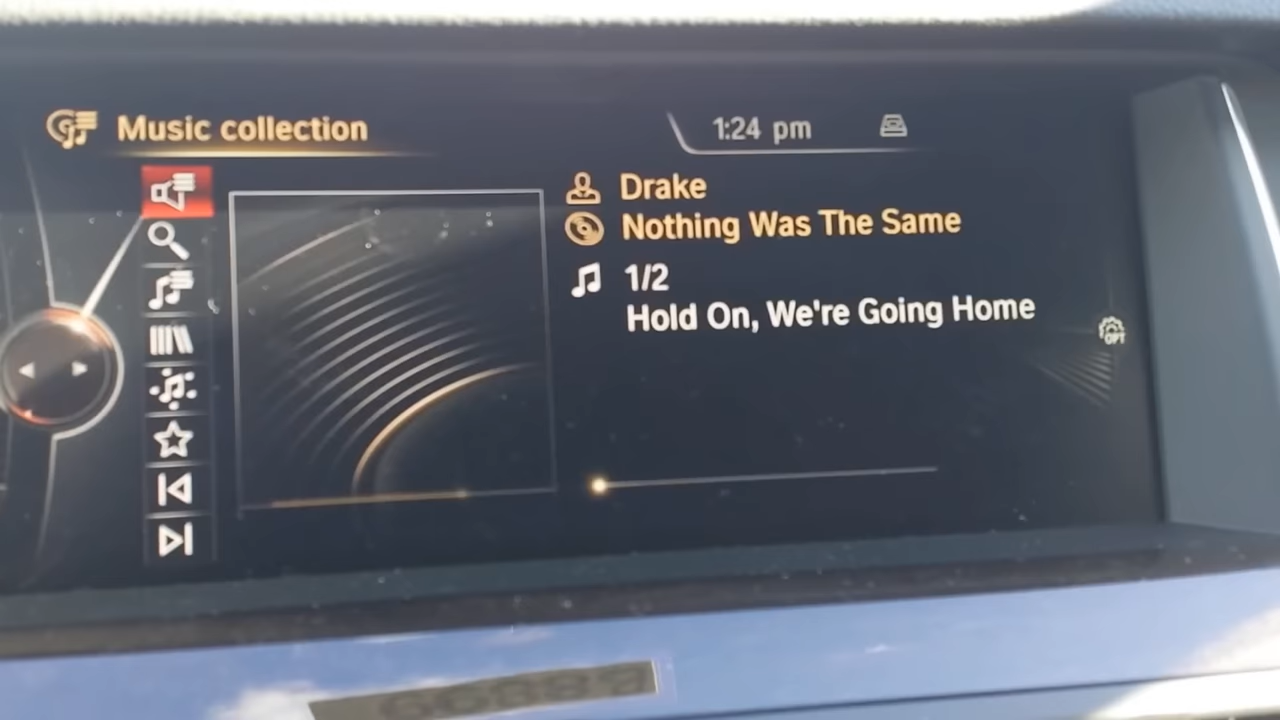 Music collection
1:24 pm
Drake
Nothing Was The Same
1/2
Hold On, We're Going Home
OPT